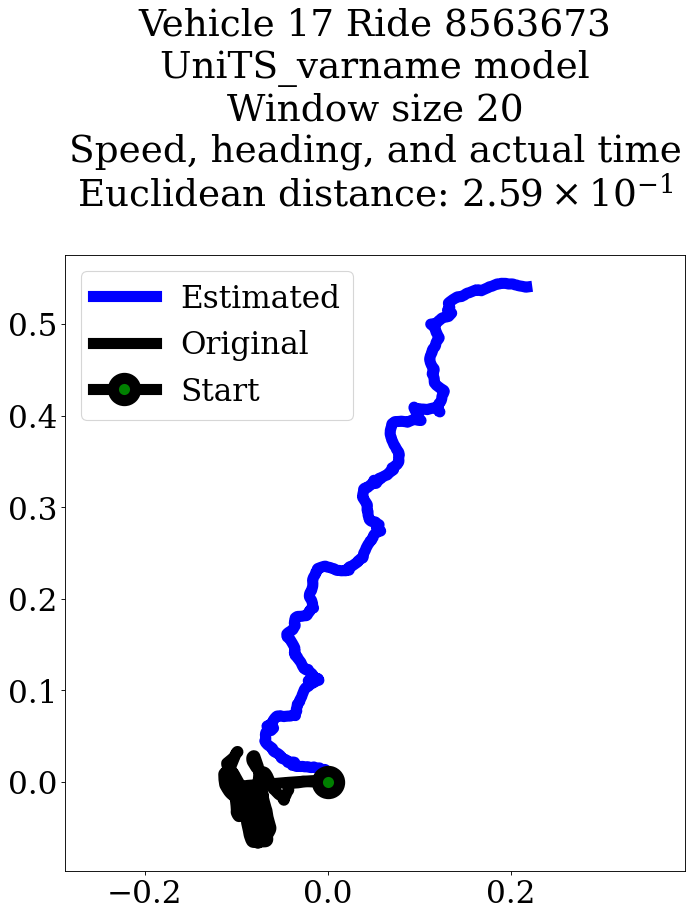 Vehicle 17 Ride 8563673
UniTS_varname model
Window size 20
Speed, heading, and actual time
Euclidean distance: 2.59 × 10⁻¹
Estimated
Original
Start
0.5
0.4
0.3
0.2
0.1
0.0
−0.2 0.0 0.2